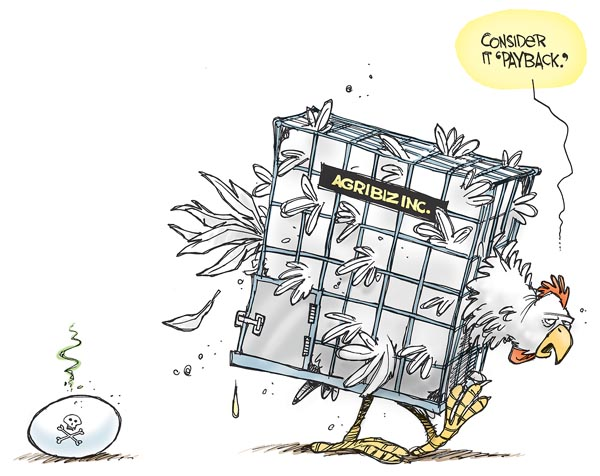 CONSIDER
IT "PAYBACK."
AGRIBIZ INC.